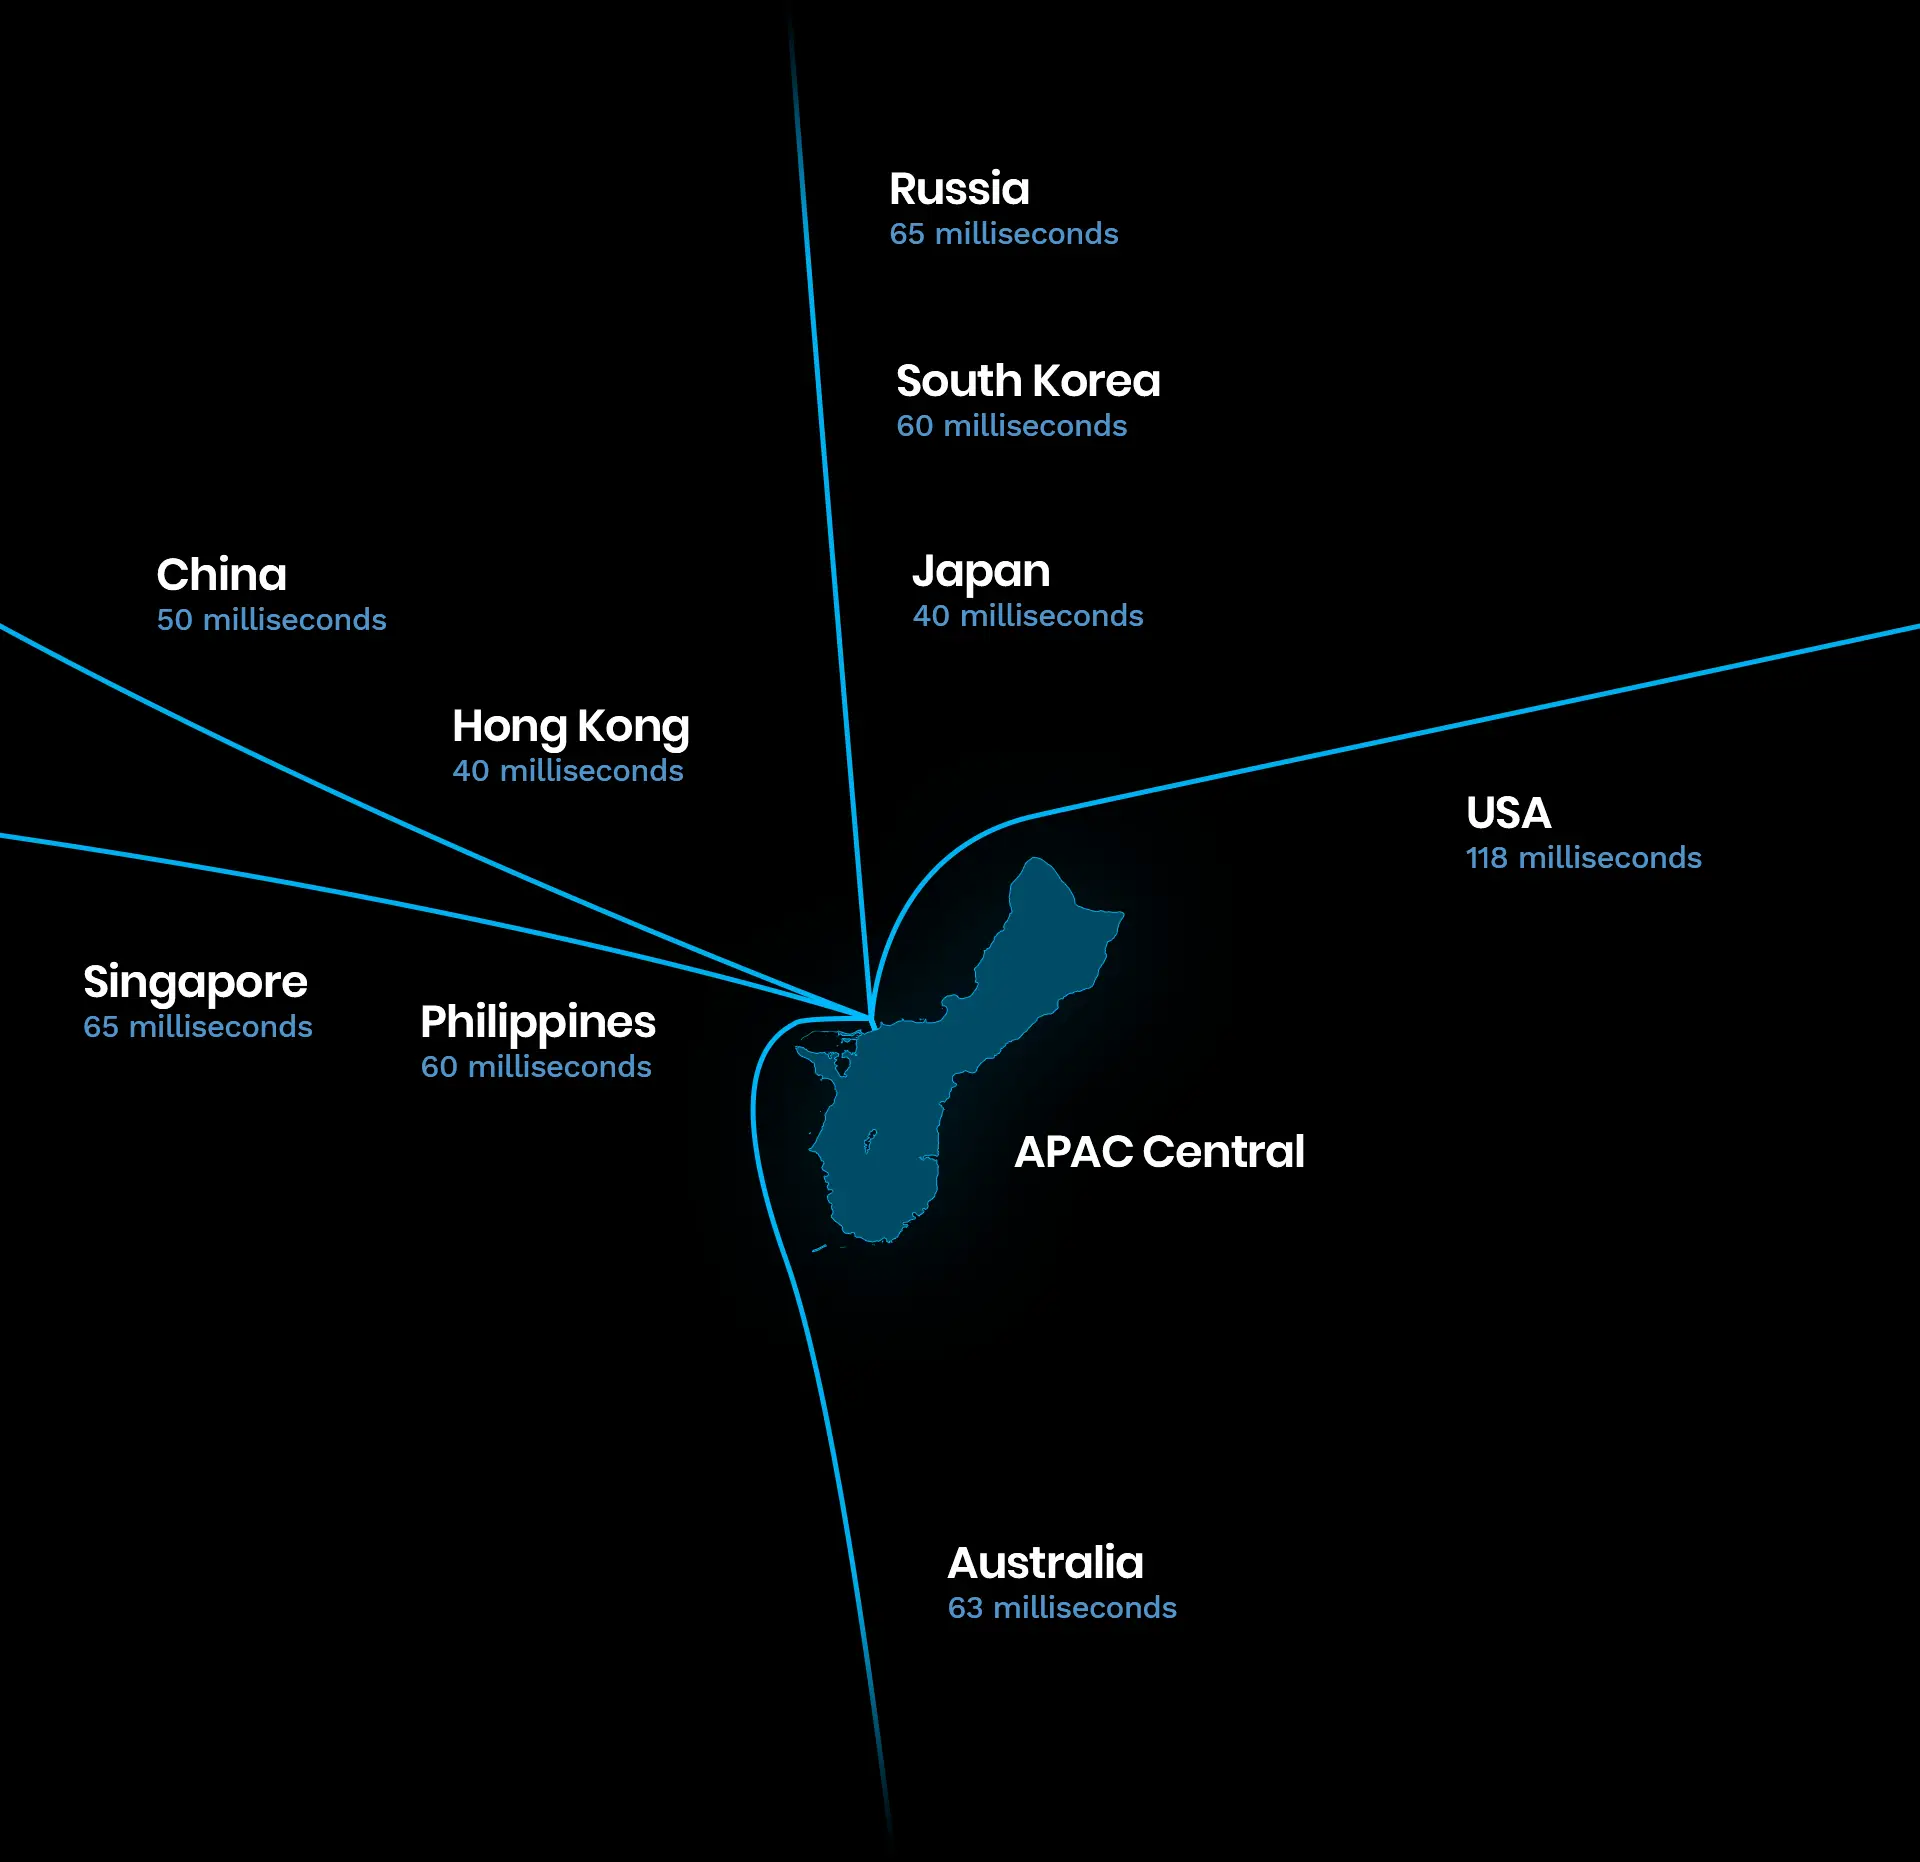 Russia
65 milliseconds
South Korea
60 milliseconds
China
50 milliseconds
Japan
40 milliseconds
Hong Kong
40 milliseconds
USA
118 milliseconds
Singapore
65 milliseconds
Philippines
60 milliseconds
APAC Central
Australia
63 milliseconds